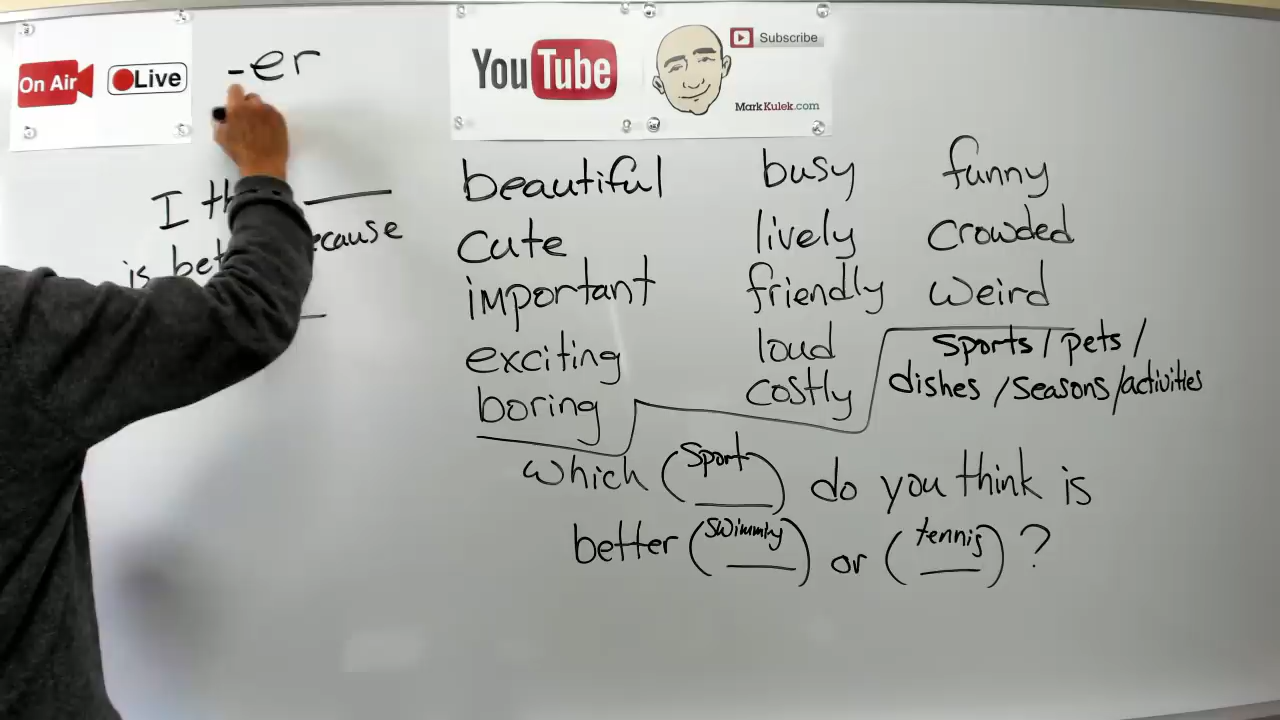 On Air
Live
-er
YouTube
Subscribe
MarkKulek.com
I
because
is
beautiful
cute
important
exciting
boring
busy
lively
friendly
loud
costly
funny
crowded
weird
sports / pets /
dishes / seasons / activities
which (sport) do you think is
better (swimming) or (tennis) ?